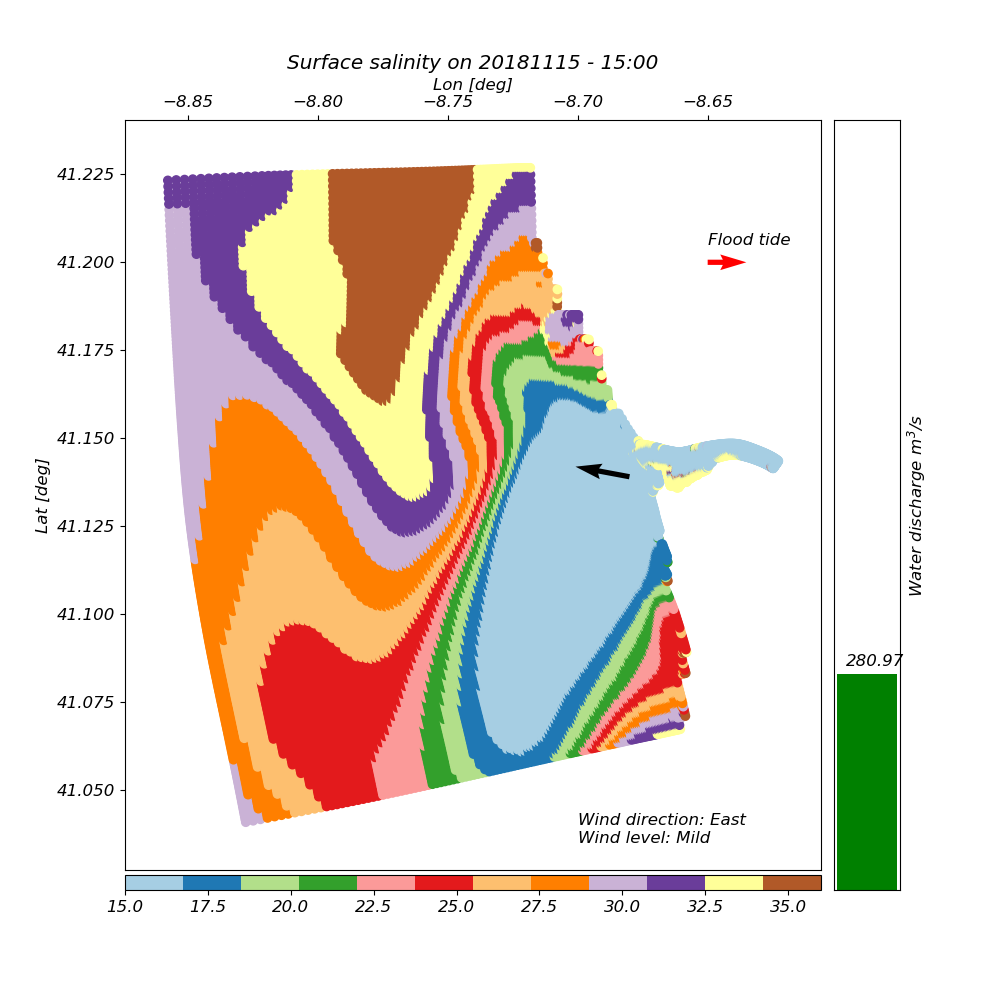 Surface salinity on 20181115 - 15:00
Lon [deg]
−8.85 −8.80 −8.75 −8.70 −8.65
41.225
41.200
41.175
41.150
41.125
41.100
41.075
41.050
Lat [deg]
Flood tide
Wind direction: East
Wind level: Mild
280.97
Water discharge m³/s
15.0 17.5 20.0 22.5 25.0 27.5 30.0 32.5 35.0